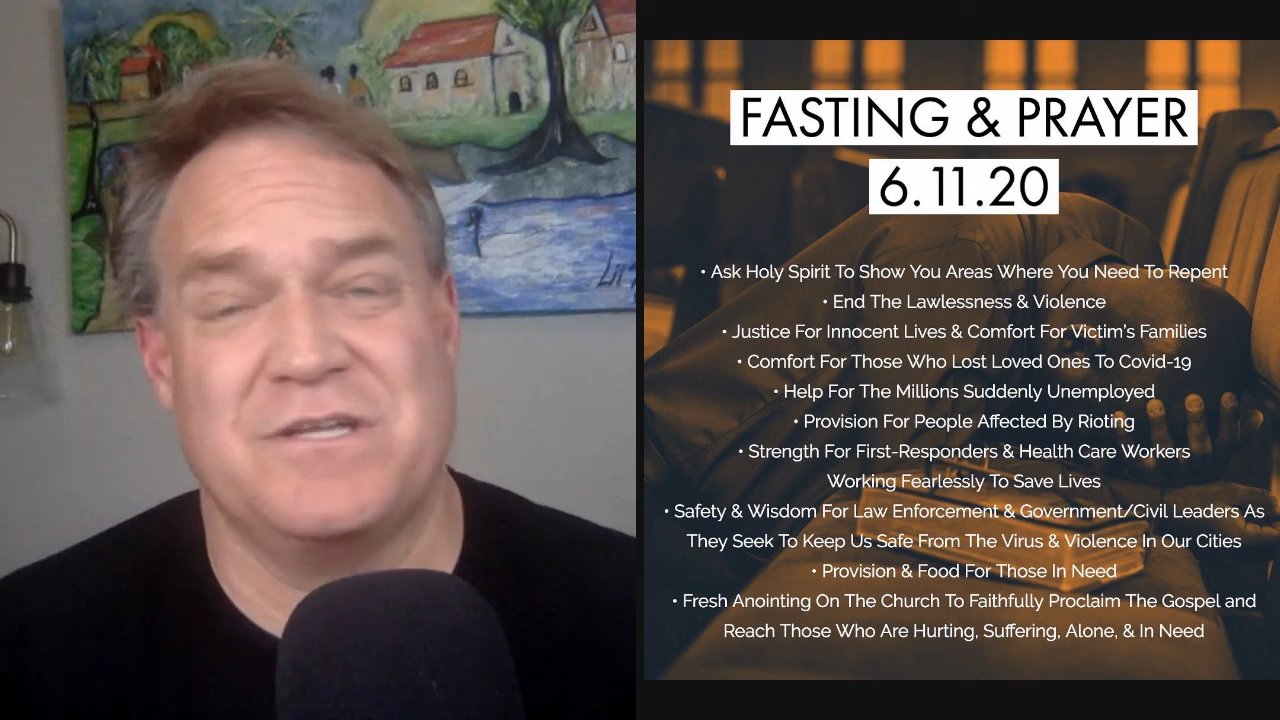 FASTING & PRAYER
6.11.20
• Ask Holy Spirit To Show You Areas Where You Need To Repent
• End The Lawlessness & Violence
• Justice For Innocent Lives & Comfort For Victim's Families
• Comfort For Those Who Lost Loved Ones To Covid-19
• Help For The Millions Suddenly Unemployed
• Provision For People Affected By Rioting
• Strength For First-Responders & Health Care Workers
Working Fearlessly To Save Lives
• Safety & Wisdom For Law Enforcement & Government/Civil Leaders As
They Seek To Keep Us Safe From The Virus & Violence In Our Cities
• Provision & Food For Those In Need
• Fresh Anointing On The Church To Faithfully Proclaim The Gospel and
Reach Those Who Are Hurting, Suffering, Alone, & In Need